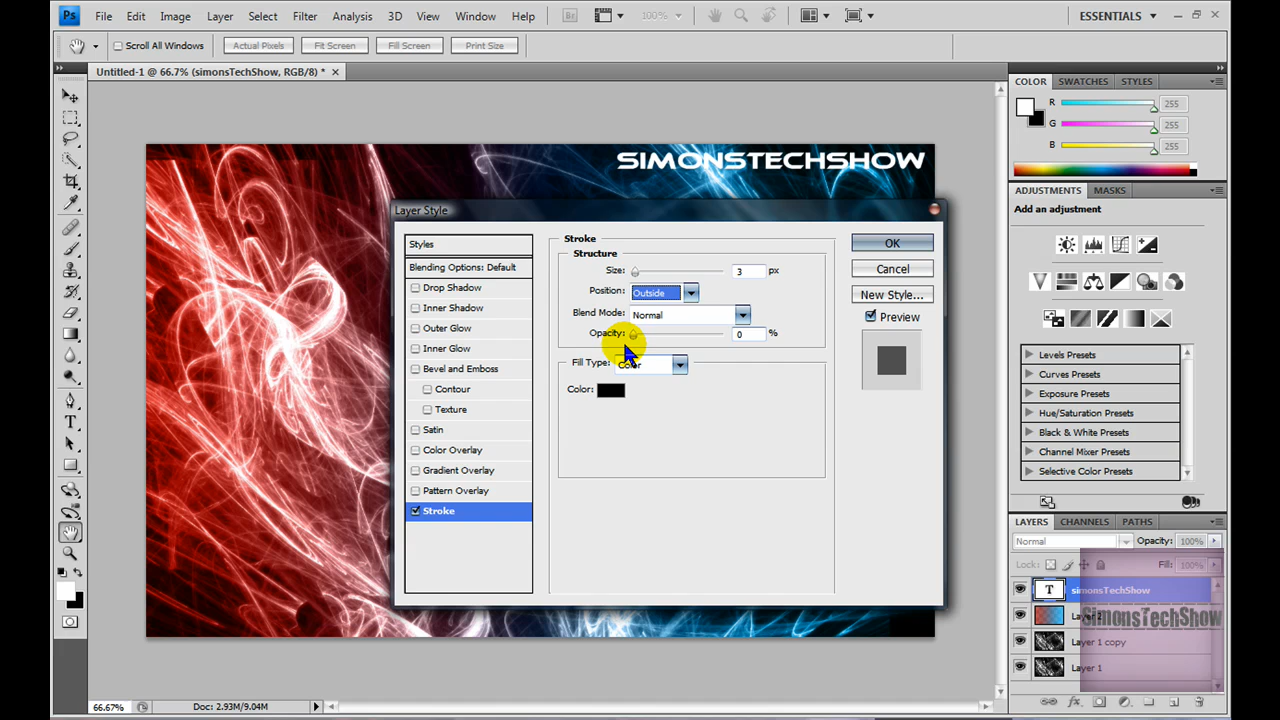 Ps File Edit Image Layer Select Filter Analysis 3D View Window Help Br 100% ESSENTIALS
Scroll All Windows Actual Pixels Fit Screen Fill Screen Print Size
Untitled-1 @ 66.7% (simonsTechShow, RGB/8) *
SIMONSTECHSHOW
Layer Style
Styles
Blending Options: Default
Drop Shadow
Inner Shadow
Outer Glow
Inner Glow
Bevel and Emboss
Contour
Texture
Satin
Color Overlay
Gradient Overlay
Pattern Overlay
Stroke
Stroke
Structure
Size: 3 px
Position: Outside
Blend Mode: Normal
Opacity: 0 %
Fill Type: Color
Color:
OK
Cancel
New Style...
Preview
COLOR SWATCHES STYLES
R 255
G 255
B 255
ADJUSTMENTS MASKS
Add an adjustment
Levels Presets
Curves Presets
Exposure Presets
Hue/Saturation Presets
Black & White Presets
Channel Mixer Presets
Selective Color Presets
LAYERS CHANNELS PATHS
Normal Opacity: 100%
Lock: Fill: 100%
T simonsTechShow
Layer 2
SimonsTechShow
Layer 1 copy
Layer 1
66.67% Doc: 2.93M/9.04M